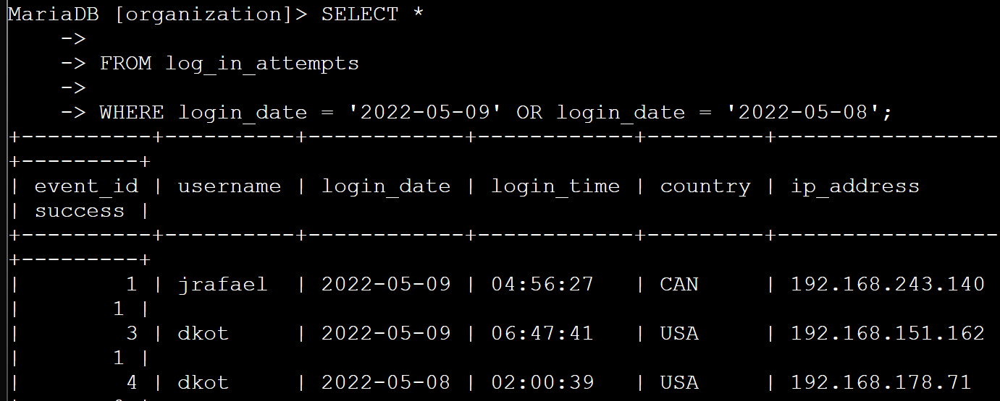 MariaDB [organization]> SELECT *
    ->
    -> FROM log_in_attempts
    ->
    -> WHERE login_date = '2022-05-09' OR login_date = '2022-05-08';
+----------+----------+------------+------------+---------+-----------------
+---------+
| event_id | username | login_date | login_time | country | ip_address
| success |
+----------+----------+------------+------------+---------+-----------------
+---------+
|        1 | jrafael  | 2022-05-09 | 04:56:27   | CAN     | 192.168.243.140
|       1 |
|        3 | dkot     | 2022-05-09 | 06:47:41   | USA     | 192.168.151.162
|       1 |
|        4 | dkot     | 2022-05-08 | 02:00:39   | USA     | 192.168.178.71